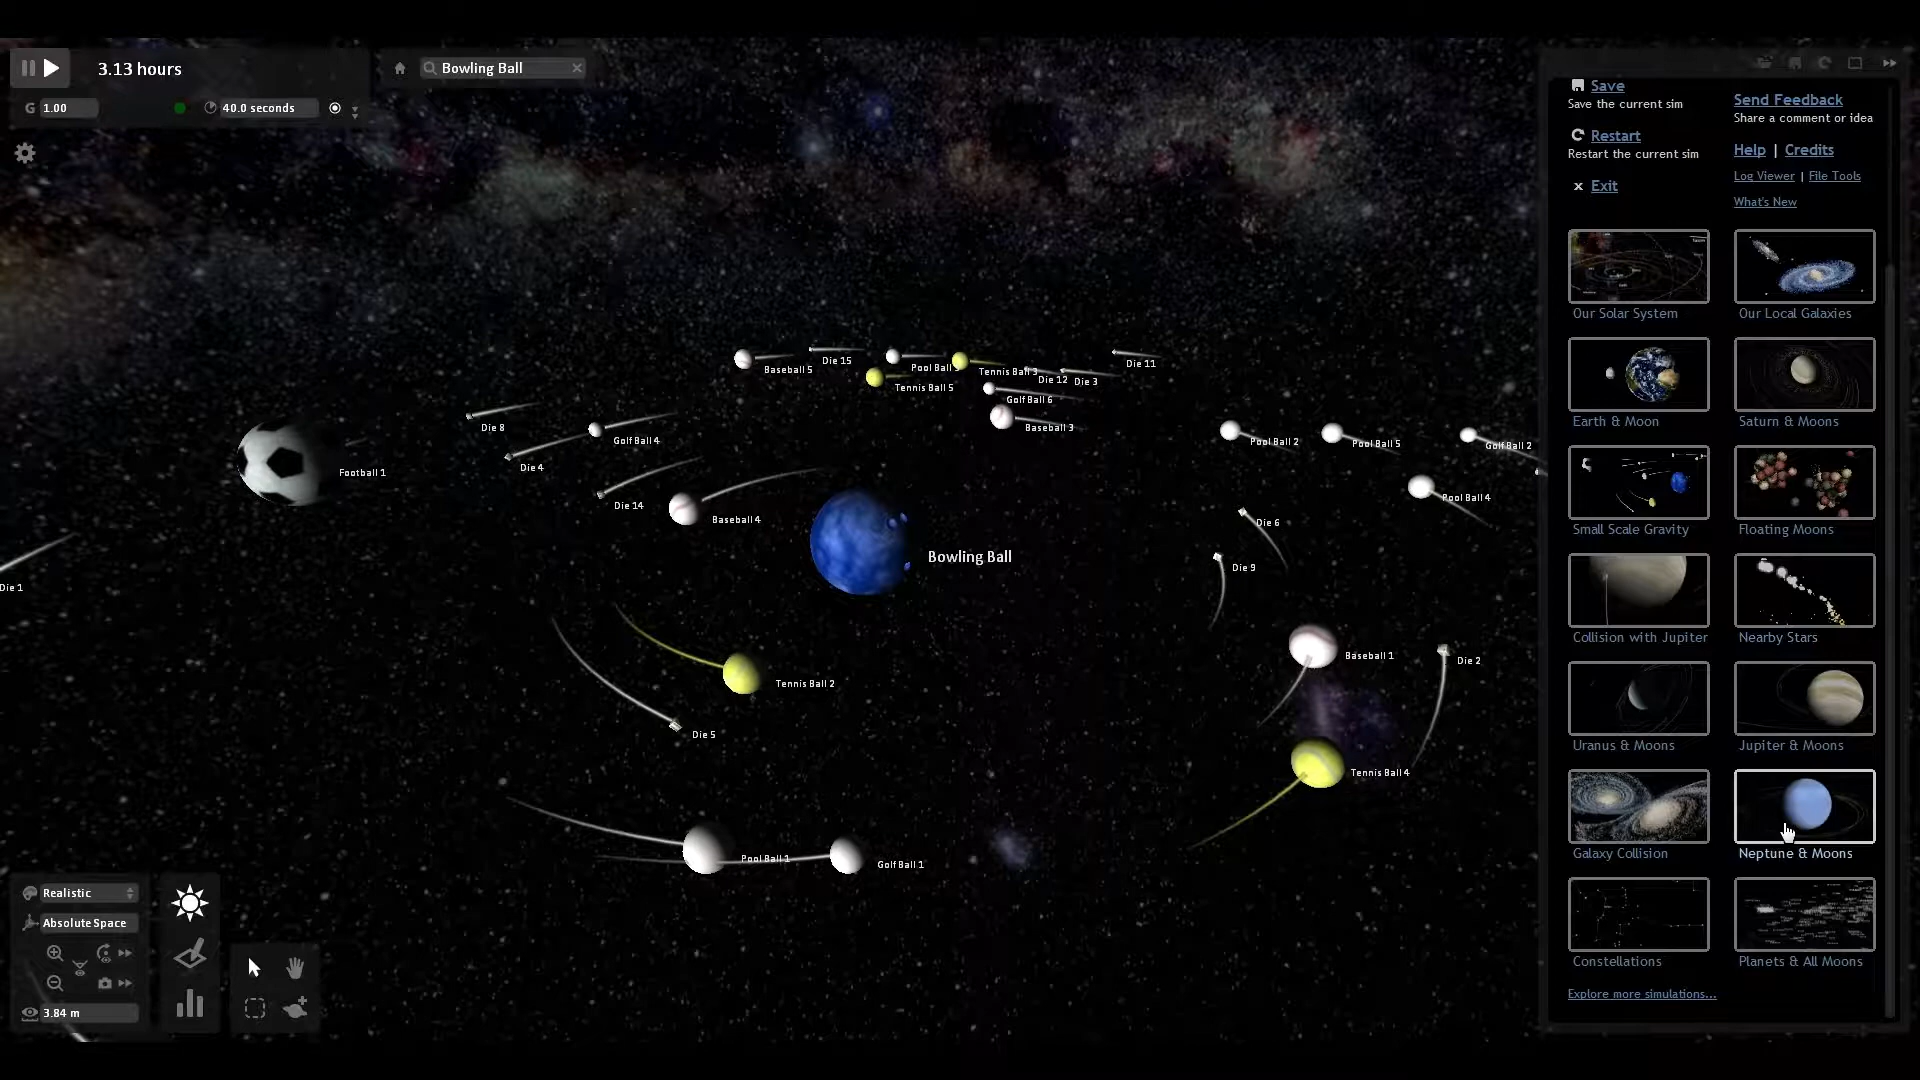 3.13 hours
Bowling Ball
G 1.00
40.0 seconds
Save
Save the current sim
Send Feedback
Share a comment or idea
Restart
Restart the current sim
Help | Credits
Log Viewer | File Tools
x Exit
What's New
Our Solar System
Our Local Galaxies
Earth & Moon
Saturn & Moons
Small Scale Gravity
Floating Moons
Collision with Jupiter
Nearby Stars
Uranus & Moons
Jupiter & Moons
Galaxy Collision
Neptune & Moons
Constellations
Planets & All Moons
Explore more simulations...
Baseball 5
Die 15
Pool Ball
Tennis Ball 3
Die 11
Tennis Ball 5
Die 12
Die 3
Golf Ball 6
Baseball 3
Die 8
Golf Ball 4
Pool Ball 2
Pool Ball 5
Golf Ball 2
Football 1
Die 4
Die 14
Baseball 4
Pool Ball 4
Die 6
Bowling Ball
Die 9
Die 1
Baseball 1
Die 2
Tennis Ball 2
Die 5
Tennis Ball 4
Pool Ball 1
Golf Ball 1
Realistic
Absolute Space
3.84 m